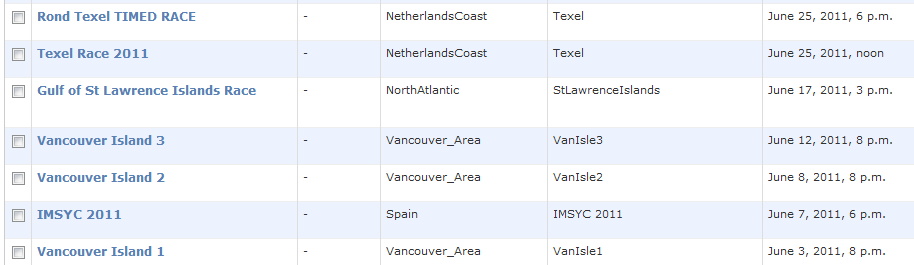 Rond Texel TIMED RACE - NetherlandsCoast Texel June 25, 2011, 6 p.m.
Texel Race 2011 - NetherlandsCoast Texel June 25, 2011, noon
Gulf of St Lawrence Islands Race - NorthAtlantic StLawrenceIslands June 17, 2011, 3 p.m.
Vancouver Island 3 - Vancouver_Area VanIsle3 June 12, 2011, 8 p.m.
Vancouver Island 2 - Vancouver_Area VanIsle2 June 8, 2011, 8 p.m.
IMSYC 2011 - Spain IMSYC 2011 June 7, 2011, 6 p.m.
Vancouver Island 1 - Vancouver_Area VanIsle1 June 3, 2011, 8 p.m.